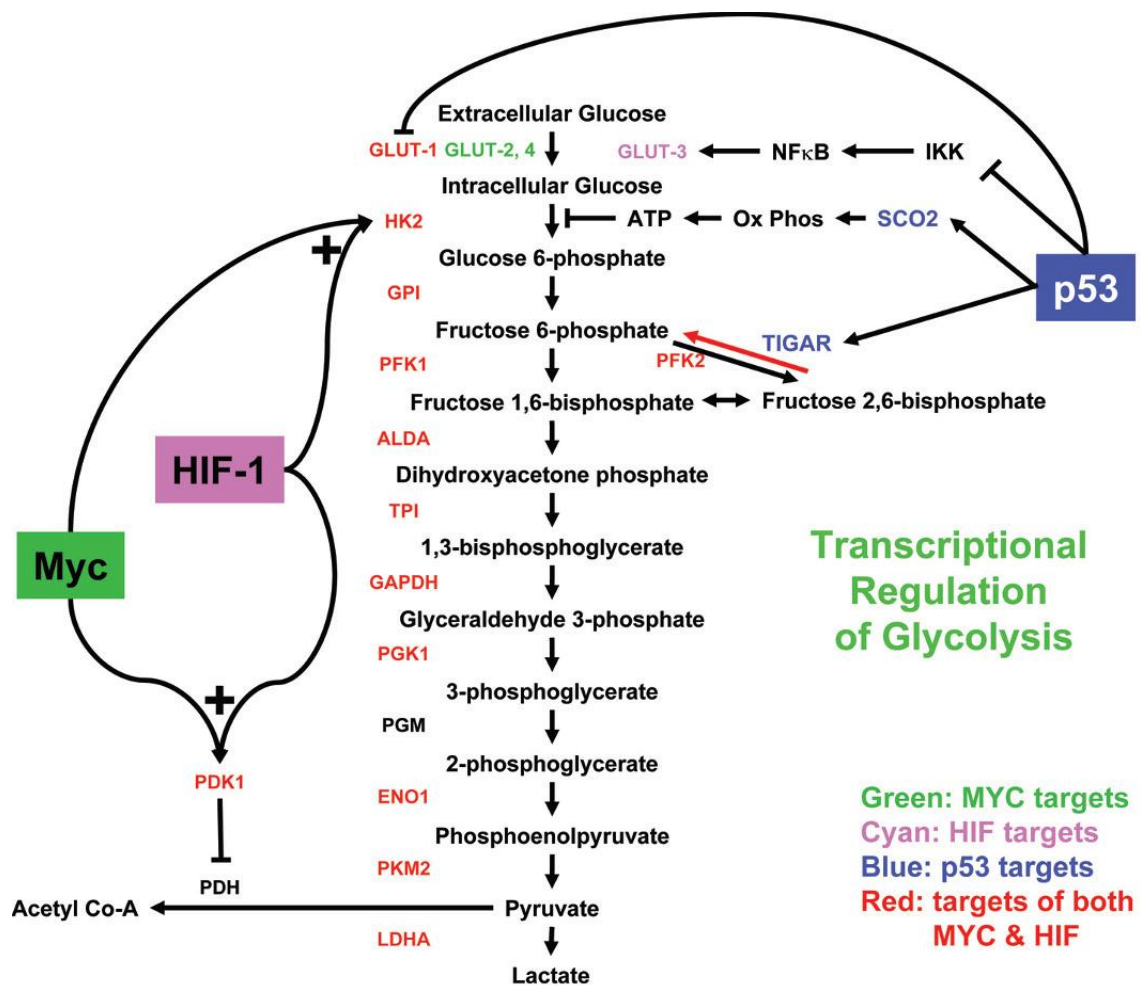 Extracellular Glucose
GLUT-1 GLUT-2, 4 GLUT-3 NFκB IKK
Intracellular Glucose
HK2 ATP Ox Phos SCO2
+
Glucose 6-phosphate
p53
GPI
Fructose 6-phosphate
TIGAR
PFK1 PFK2
Fructose 1,6-bisphosphate Fructose 2,6-bisphosphate
ALDA
HIF-1
Dihydroxyacetone phosphate
TPI
1,3-bisphosphoglycerate
Myc
GAPDH
Glyceraldehyde 3-phosphate
PGK1
Transcriptional
Regulation
of Glycolysis
3-phosphoglycerate
+
PGM
2-phosphoglycerate
PDK1
ENO1
Phosphoenolpyruvate
PKM2
PDH
Acetyl Co-A Pyruvate
LDHA
Lactate
Green: MYC targets
Cyan: HIF targets
Blue: p53 targets
Red: targets of both
MYC & HIF